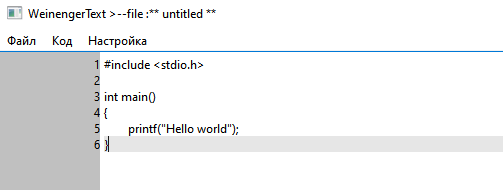 WeinengerText >--file :** untitled **
Файл Код Настройка
1 #include <stdio.h>
2
3 int main()
4 {
5 printf("Hello world");
6 }